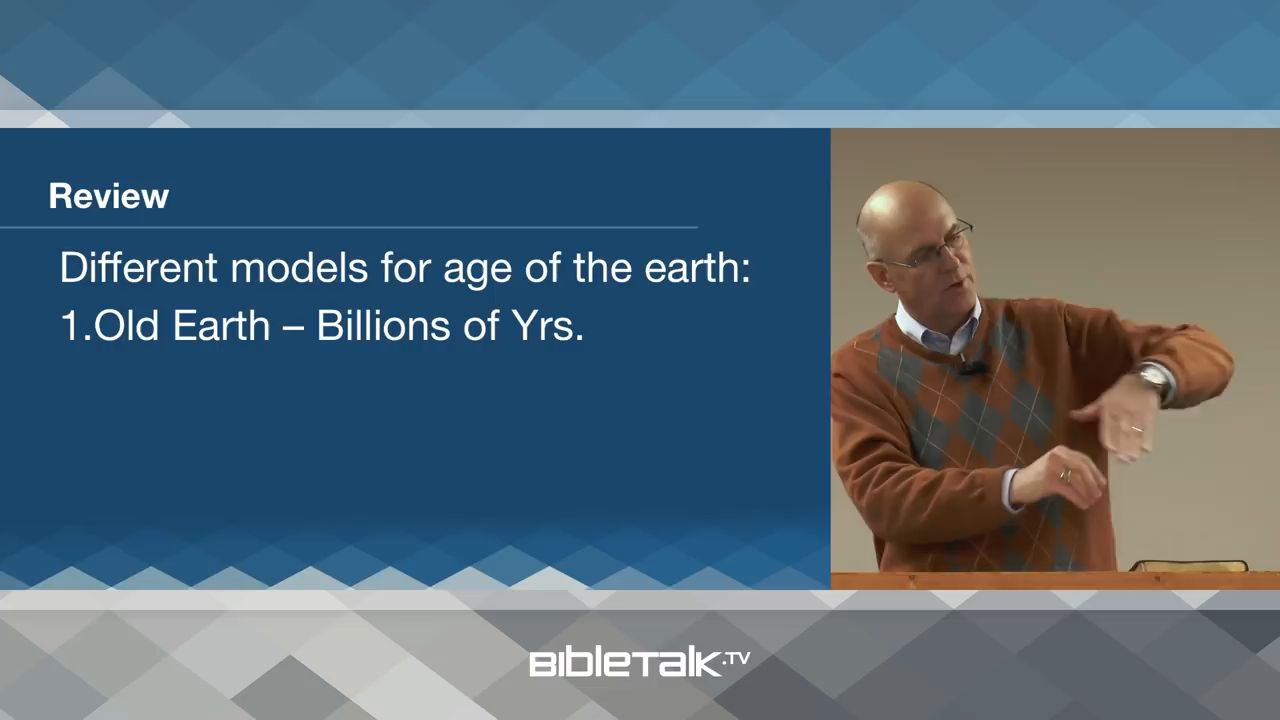 Review
Different models for age of the earth:
1.Old Earth – Billions of Yrs.
BIBLETALK.TV